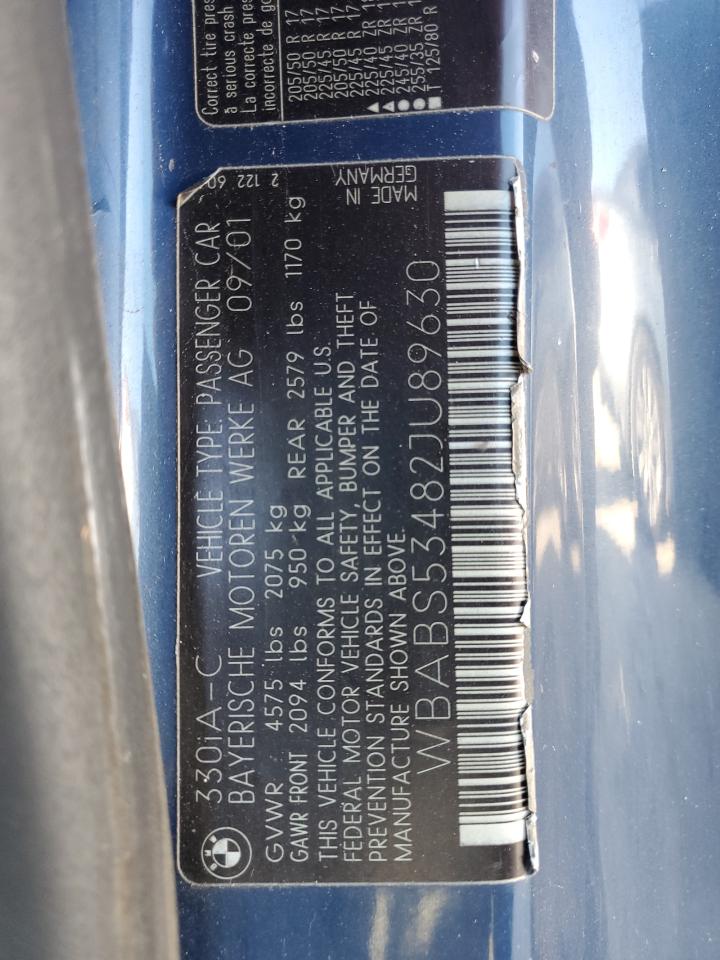 Correct tire pres
a serious crash
La correcte pres
incorrecte de go
205/50 R 17
205/50 R 17
225/45 R 17
205/50 R 17
225/45 R 17
225/40 ZR
225/45 ZR
245/40 ZR
255/35 ZR
T 125/80 R
2 122 60
MADE IN
GERMANY
330iA-C VEHICLE TYPE: PASSENGER CAR
BAYERISCHE MOTOREN WERKE AG 09/01
GVWR 4575 lbs 2075 kg
GAWR FRONT 2094 lbs 950 kg REAR 2579 lbs 1170 kg
THIS VEHICLE CONFORMS TO ALL APPLICABLE U.S.
FEDERAL MOTOR VEHICLE SAFETY, BUMPER AND THEFT
PREVENTION STANDARDS IN EFFECT ON THE DATE OF
MANUFACTURE SHOWN ABOVE.
WBABS53482JU89630